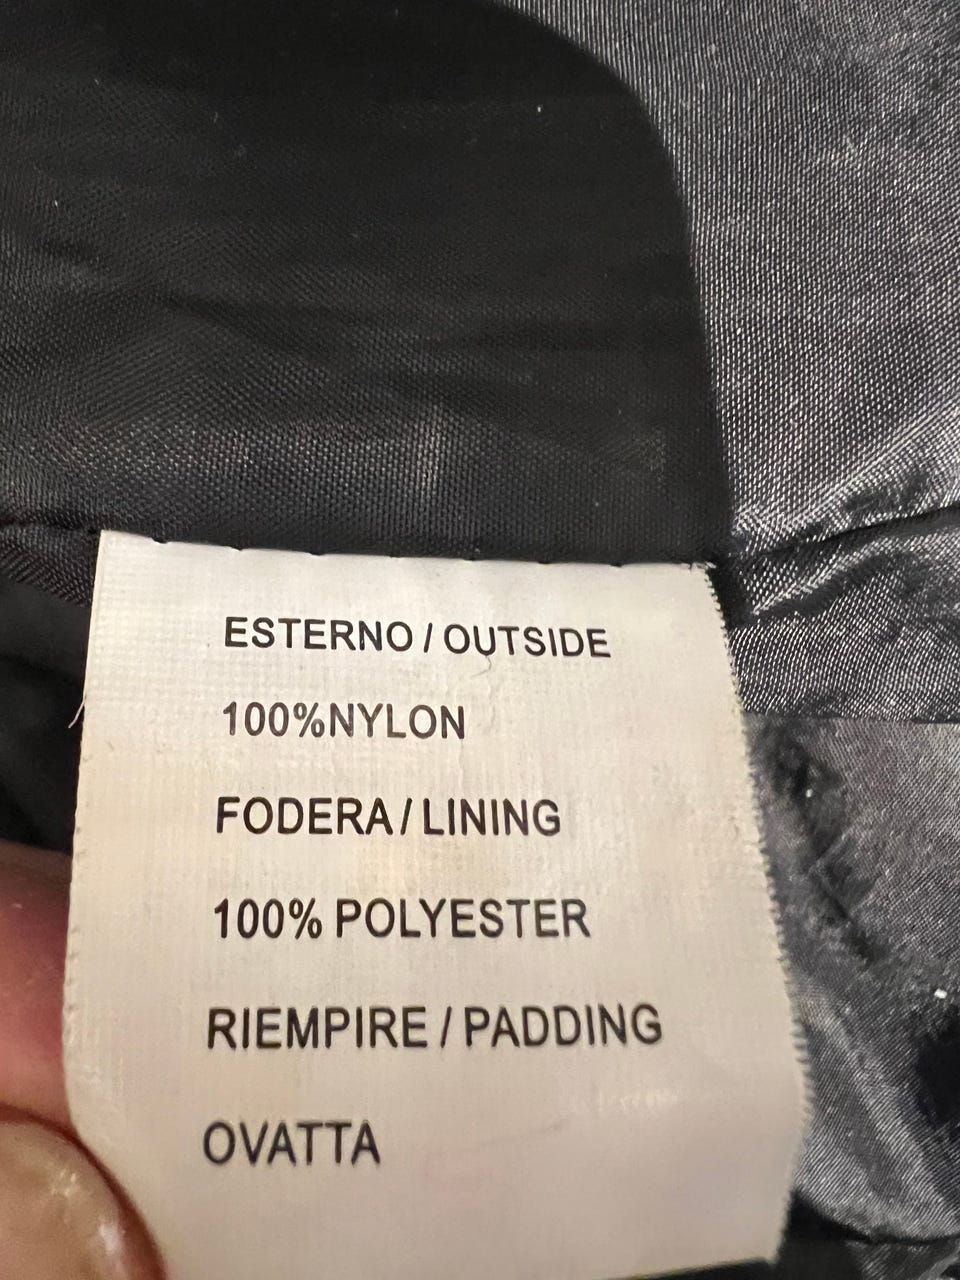 ESTERNO / OUTSIDE
100%NYLON
FODERA / LINING
100% POLYESTER
RIEMPIRE / PADDING
OVATTA